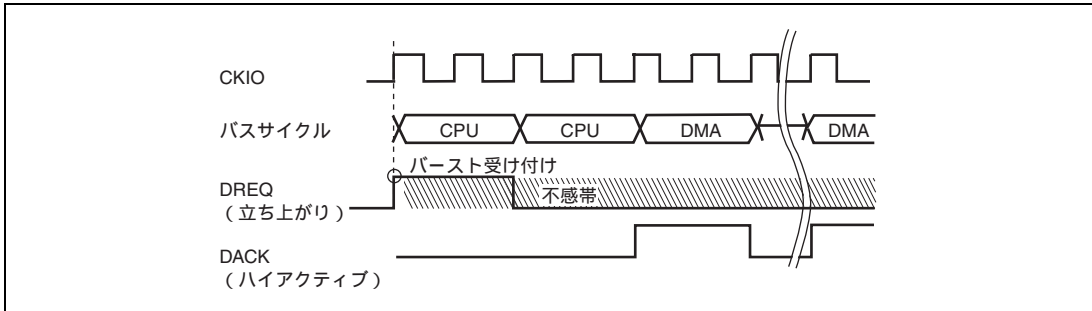 CKIO
バスサイクル CPU CPU DMA DMA
バースト受け付け
DREQ 不感帯
(立ち上がり)
DACK
(ハイアクティブ)